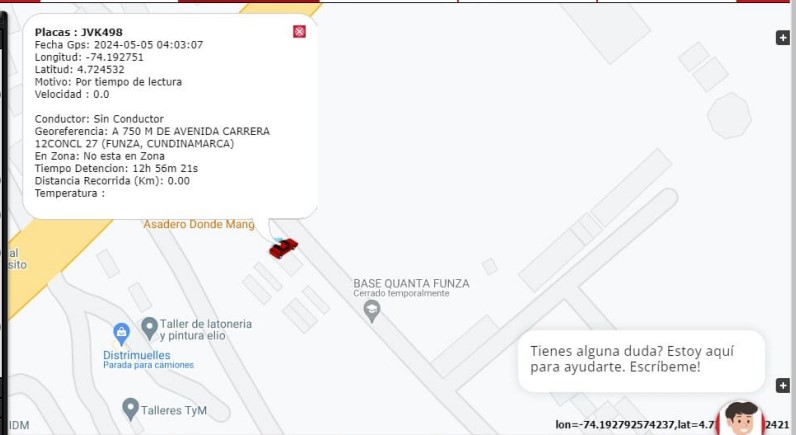 Placas : JVK498
Fecha Gps: 2024-05-05 04:03:07
Longitud: -74.192751
Latitud: 4.724532
Motivo: Por tiempo de lectura
Velocidad : 0.0
Conductor: Sin Conductor
Georeferencia: A 750 M DE AVENIDA CARRERA
12CONCL 27 (FUNZA, CUNDINAMARCA)
En Zona: No esta en Zona
Tiempo Detencion: 12h 56m 21s
Distancia Recorrida (Km): 0.00
Temperatura :
Asadero Donde Mang
al
sito
BASE QUANTA FUNZA
Cerrado temporalmente
Taller de latoneria
y pintura elio
Distrimuelles
Parada para camiones
Talleres TyM
IDM
Tienes alguna duda? Estoy aquí
para ayudarte. Escríbeme!
lon=-74.192792574237,lat=4.7
2421